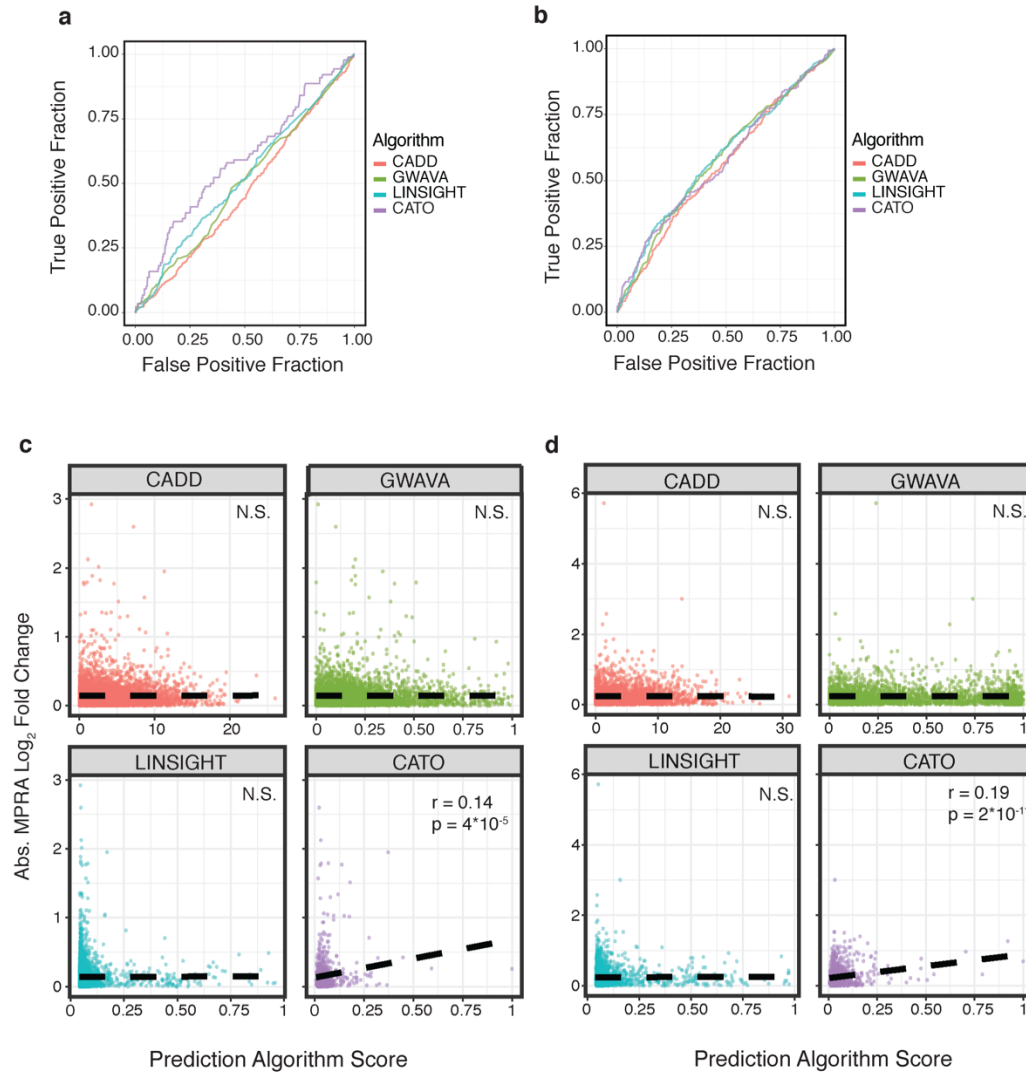 a
1.00
0.75
0.50
0.25
0.00
0.00 0.25 0.50 0.75 1.00
True Positive Fraction
False Positive Fraction
Algorithm
CADD
GWAVA
LINSIGHT
CATO
b
1.00
0.75
0.50
0.25
0.00
0.00 0.25 0.50 0.75 1.00
True Positive Fraction
False Positive Fraction
Algorithm
CADD
GWAVA
LINSIGHT
CATO
c
CADD
N.S.
3
2
1
0
0 10 20
GWAVA
N.S.
0 0.25 0.50 0.75 1
LINSIGHT
N.S.
3
2
1
0
0 0.25 0.50 0.75 1
CATO
r = 0.14
p = 4*10-5
0 0.25 0.50 0.75 1
Abs. MPRA Log2 Fold Change
Prediction Algorithm Score
d
CADD
N.S.
6
4
2
0
0 10 20 30
GWAVA
N.S.
0 0.25 0.50 0.75 1
LINSIGHT
N.S.
6
4
2
0
0 0.25 0.50 0.75 1
CATO
r = 0.19
p = 2*10-1
0 0.25 0.50 0.75 1
Prediction Algorithm Score